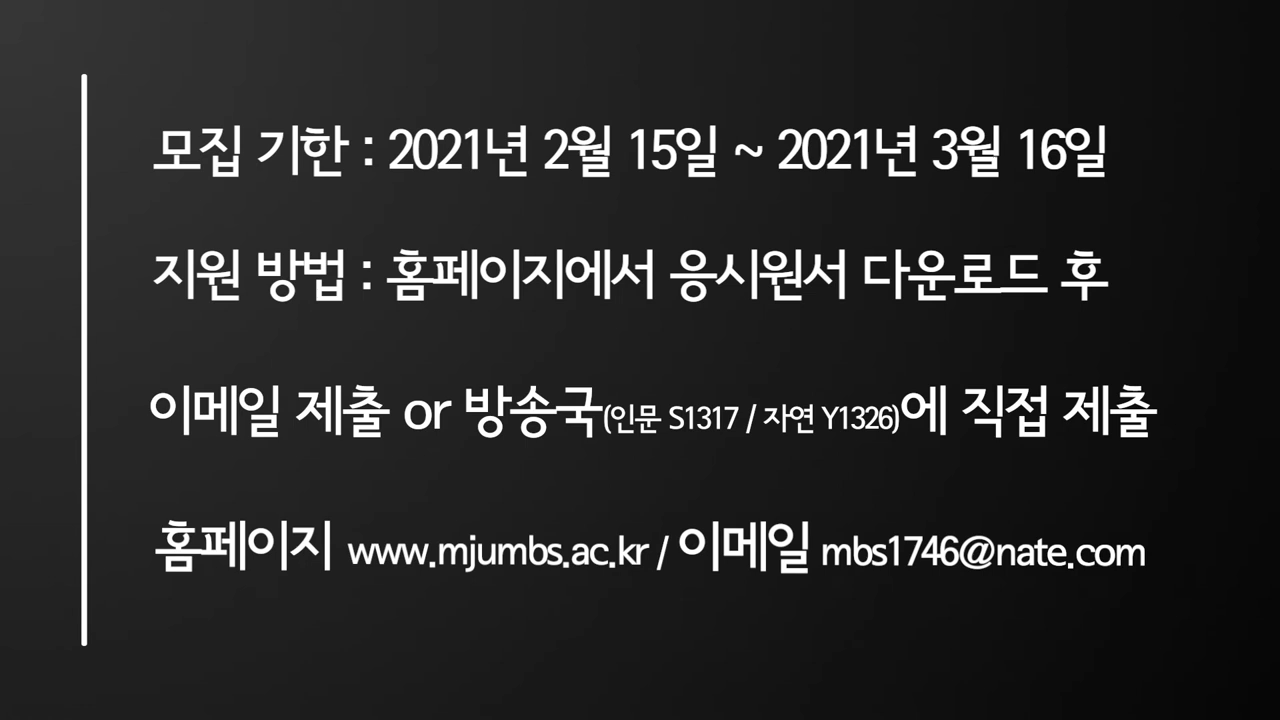 모집 기한 : 2021년 2월 15일 ~ 2021년 3월 16일
지원 방법 : 홈페이지에서 응시원서 다운로드 후
이메일 제출 or 방송국(인문 S1317 / 자연 Y1326)에 직접 제출
홈페이지 www.mjumbs.ac.kr / 이메일 mbs1746@nate.com